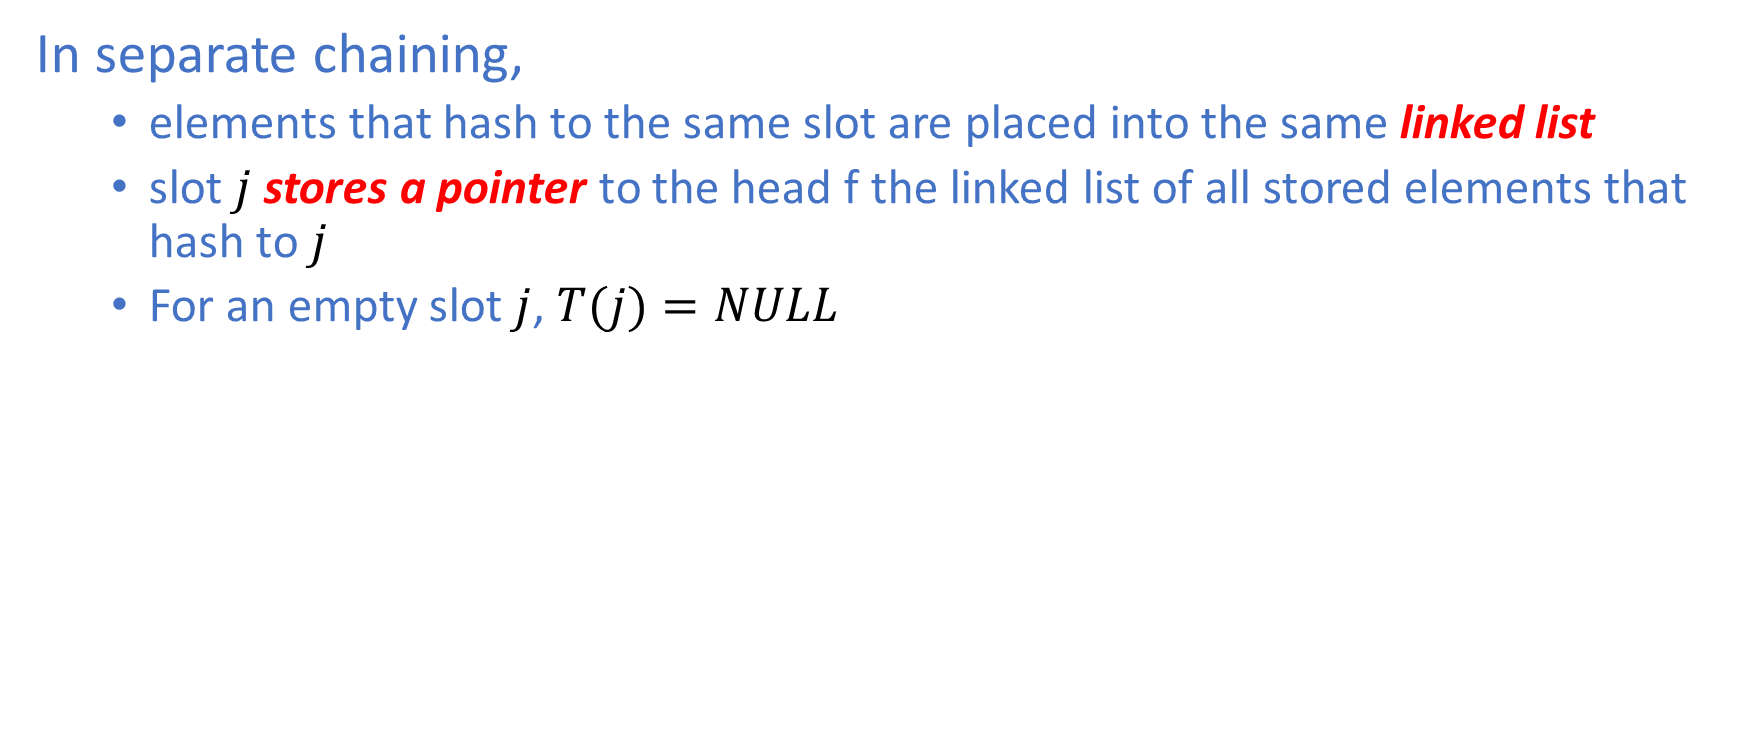 In separate chaining,
• elements that hash to the same slot are placed into the same linked list
• slot j stores a pointer to the head f the linked list of all stored elements that
hash to j
• For an empty slot j, T(j) = NULL